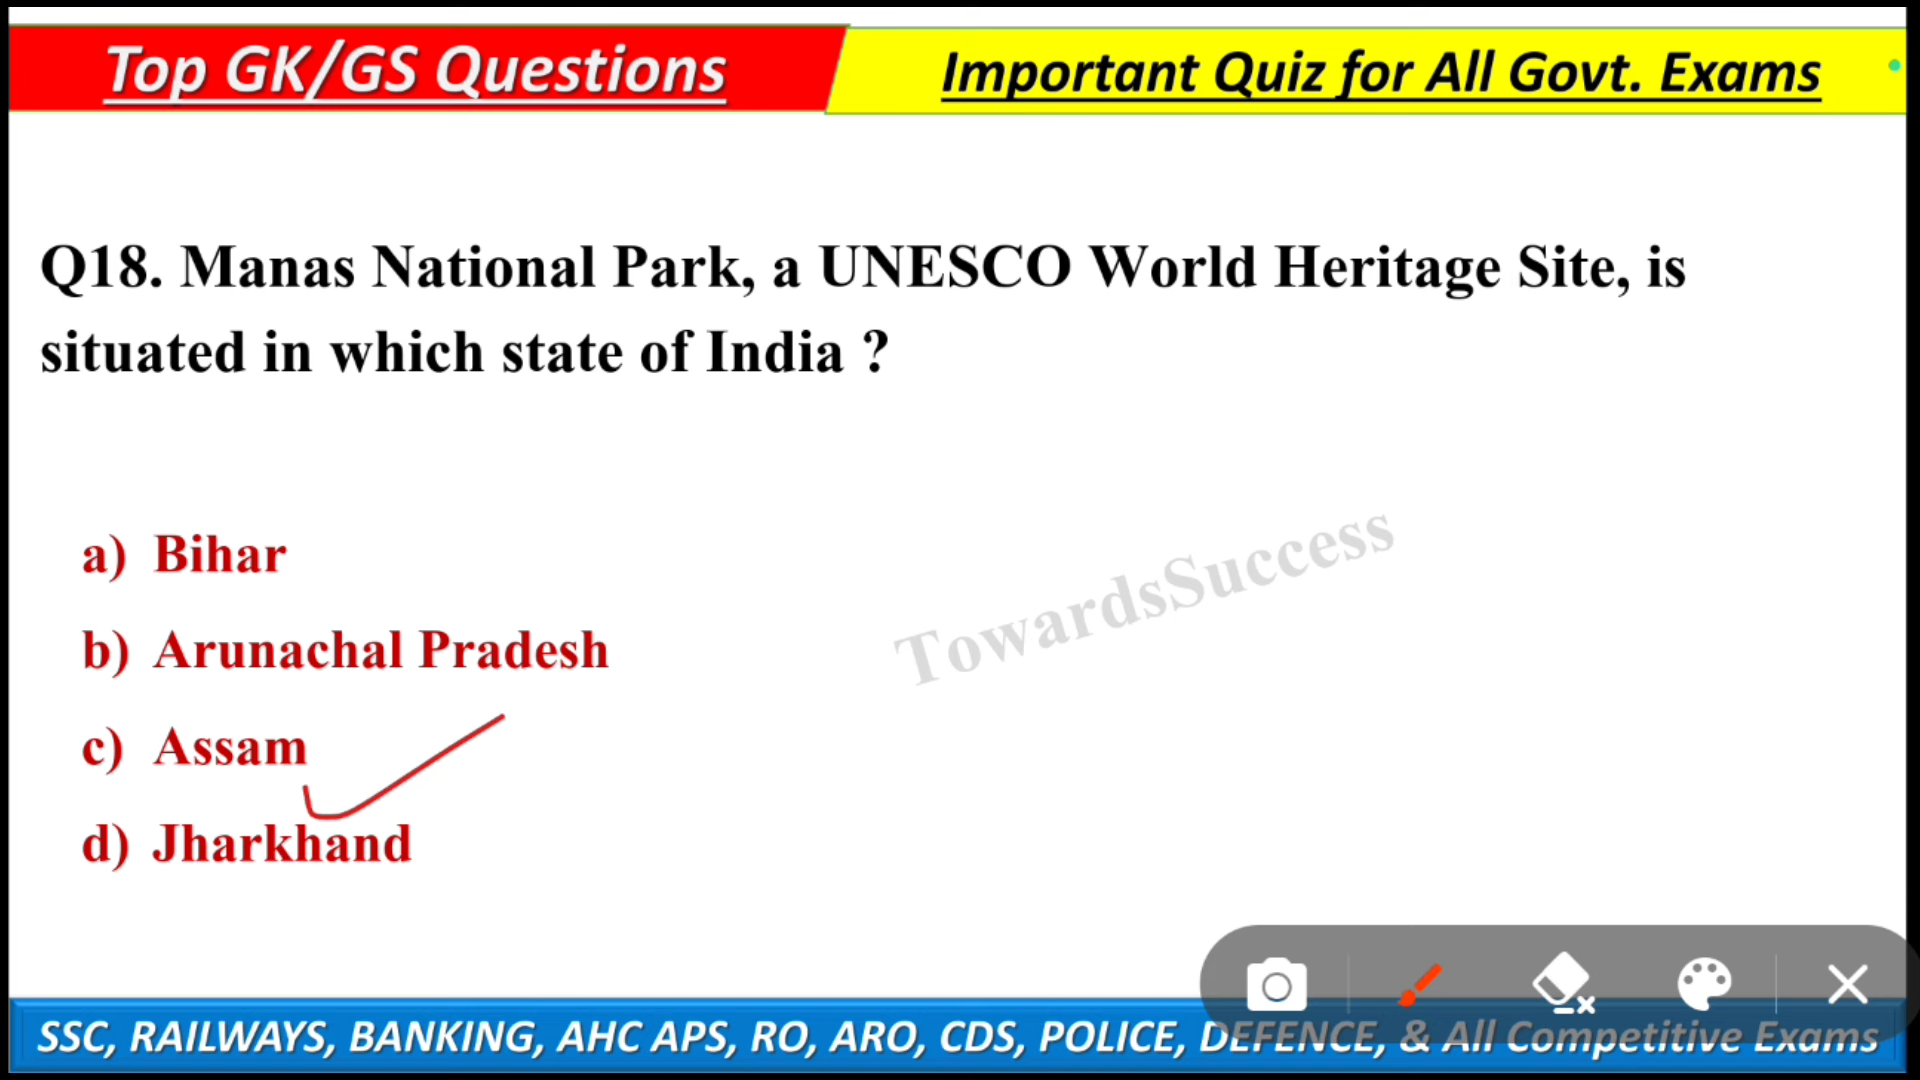 Top GK/GS Questions
Important Quiz for All Govt. Exams
Q18. Manas National Park, a UNESCO World Heritage Site, is
situated in which state of India ?
a) Bihar
b) Arunachal Pradesh
c) Assam
d) Jharkhand
TowardsSuccess
SSC, RAILWAYS, BANKING, AHC APS, RO, ARO, CDS, POLICE, DEFENCE, & All Competitive Exams